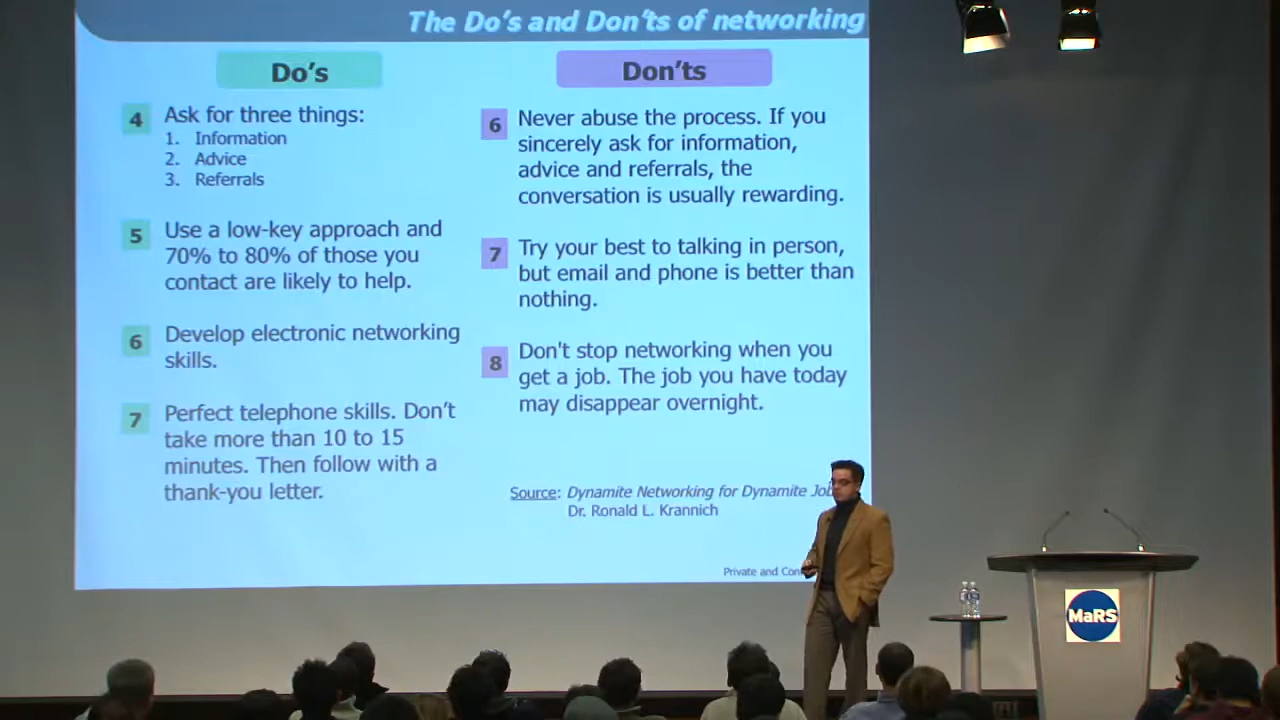 The Do's and Don'ts of networking
Do's
4 Ask for three things:
1. Information
2. Advice
3. Referrals
5 Use a low-key approach and
70% to 80% of those you
contact are likely to help.
6 Develop electronic networking
skills.
7 Perfect telephone skills. Don't
take more than 10 to 15
minutes. Then follow with a
thank-you letter.
Don'ts
6 Never abuse the process. If you
sincerely ask for information,
advice and referrals, the
conversation is usually rewarding.
7 Try your best to talking in person,
but email and phone is better than
nothing.
8 Don't stop networking when you
get a job. The job you have today
may disappear overnight.
Source: Dynamite Networking for Dynamite
Dr. Ronald L. Krannich
Private and
MaRS